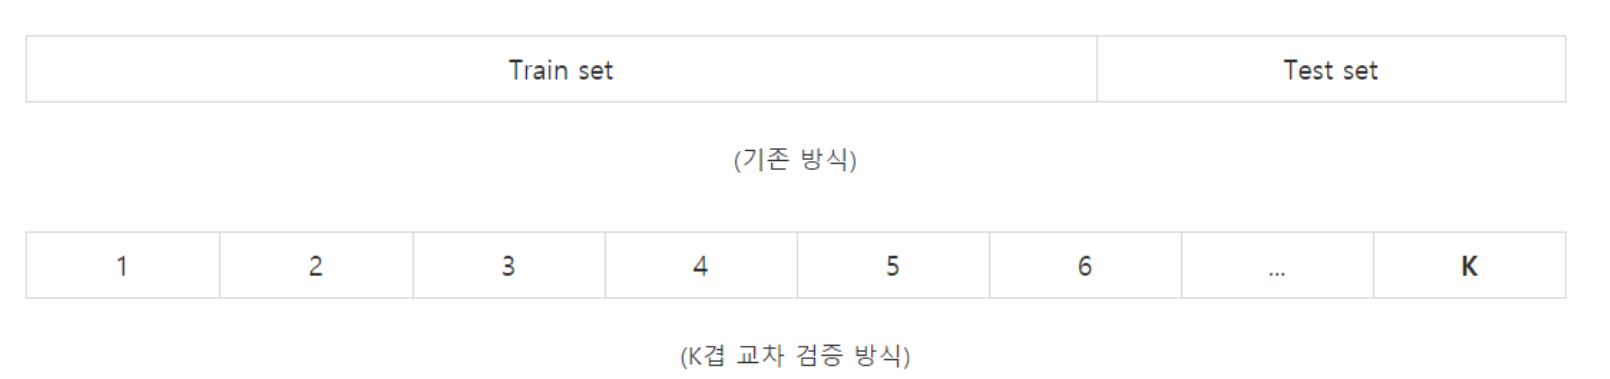 Train set Test set
(기존 방식)
1 2 3 4 5 6 ... K
(K겹 교차 검증 방식)